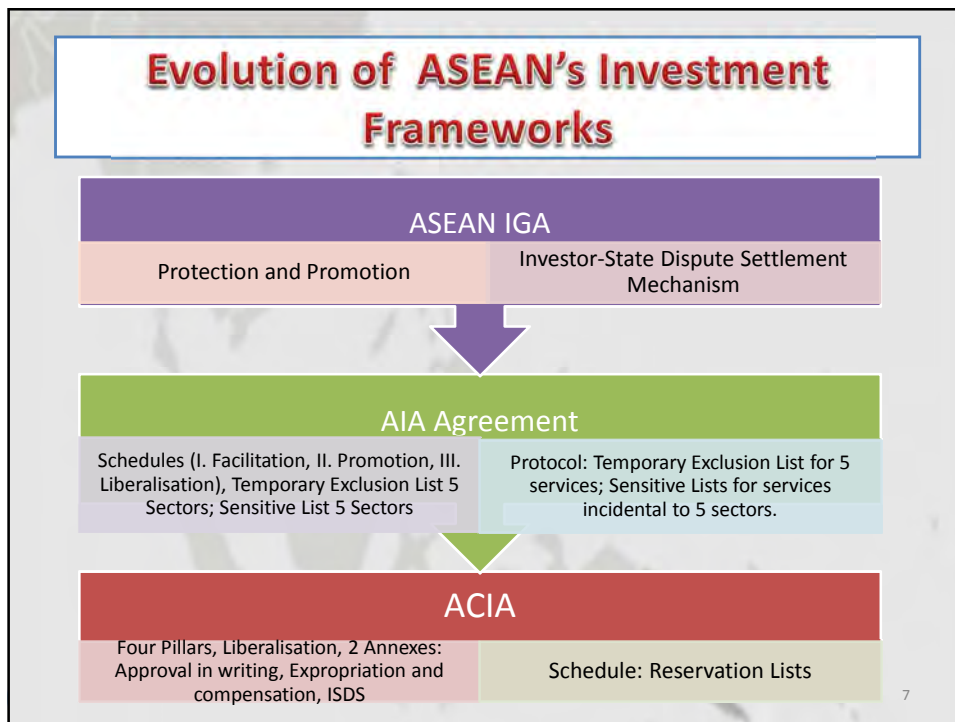 Evolution of ASEAN's Investment
Frameworks
ASEAN IGA
Protection and Promotion
Investor-State Dispute Settlement
Mechanism
AIA Agreement
Schedules (I. Facilitation, II. Promotion, III.
Liberalisation), Temporary Exclusion List 5
Sectors; Sensitive List 5 Sectors
Protocol: Temporary Exclusion List for 5
services; Sensitive Lists for services
incidental to 5 sectors.
ACIA
Four Pillars, Liberalisation, 2 Annexes:
Approval in writing, Expropriation and
compensation, ISDS
Schedule: Reservation Lists
7